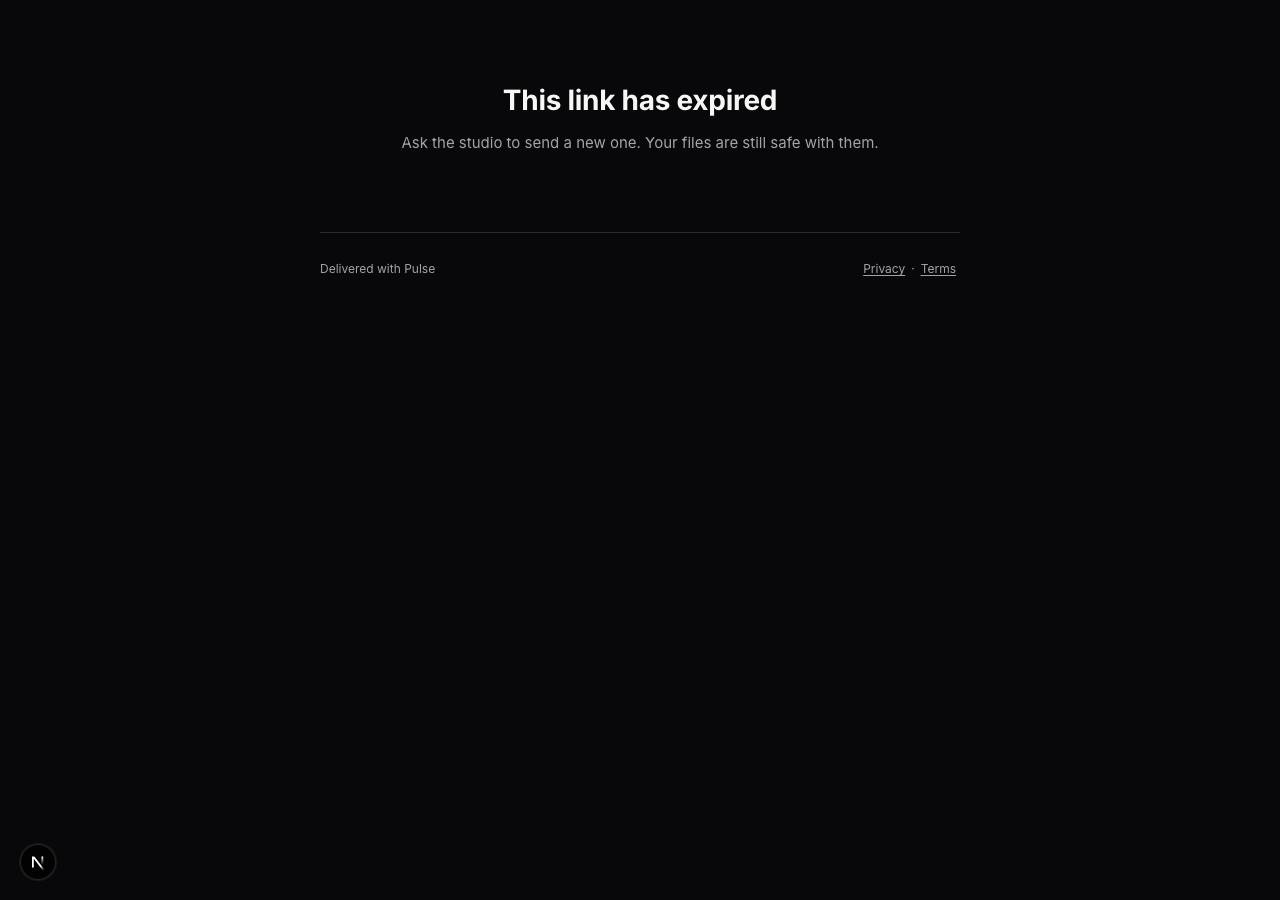 This link has expired
Ask the studio to send a new one. Your files are still safe with them.
Delivered with Pulse
Privacy · Terms
N